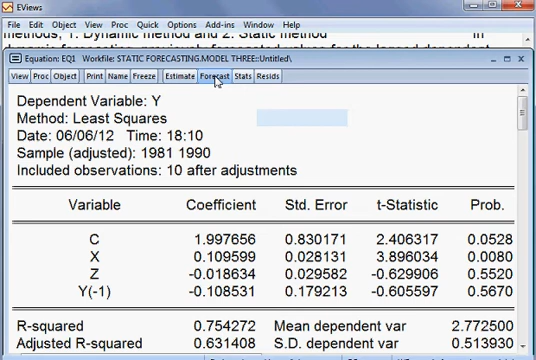 EViews
File Edit Object View Proc Quick Options Add-ins Window Help
methods, 1. Dynamic method and 2. Static method in
Equation: EQ1 Workfile: STATIC FORECASTING.MODEL THREE::Untitled\
View Proc Object Print Name Freeze Estimate Forecast Stats Resids
Dependent Variable: Y
Method: Least Squares
Date: 06/06/12 Time: 18:10
Sample (adjusted): 1981 1990
Included observations: 10 after adjustments
Variable Coefficient Std. Error t-Statistic Prob.
C 1.997656 0.830171 2.406317 0.0528
X 0.109599 0.028131 3.896034 0.0080
Z -0.018634 0.029582 -0.629906 0.5520
Y(-1) -0.108531 0.179213 -0.605597 0.5670
R-squared 0.754272 Mean dependent var 2.772500
Adjusted R-squared 0.631408 S.D. dependent var 0.513930